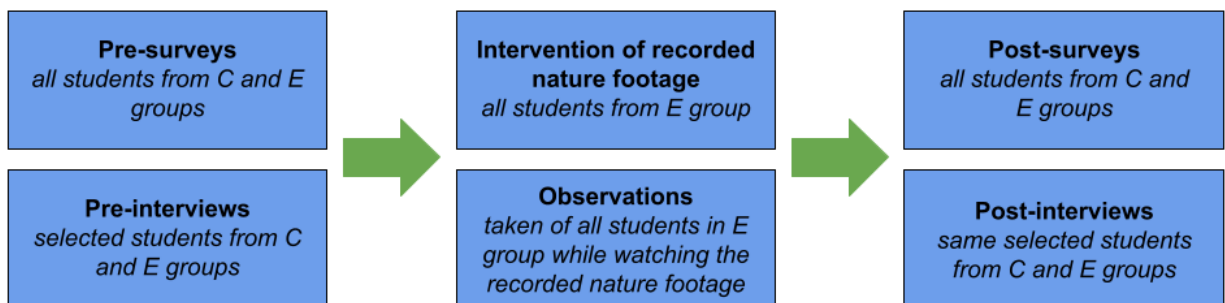 Pre-surveys
all students from C and E
groups
Pre-interviews
selected students from C
and E groups
Intervention of recorded
nature footage
all students from E group
Observations
taken of all students in E
group while watching the
recorded nature footage
Post-surveys
all students from C and
E groups
Post-interviews
same selected students
from C and E groups